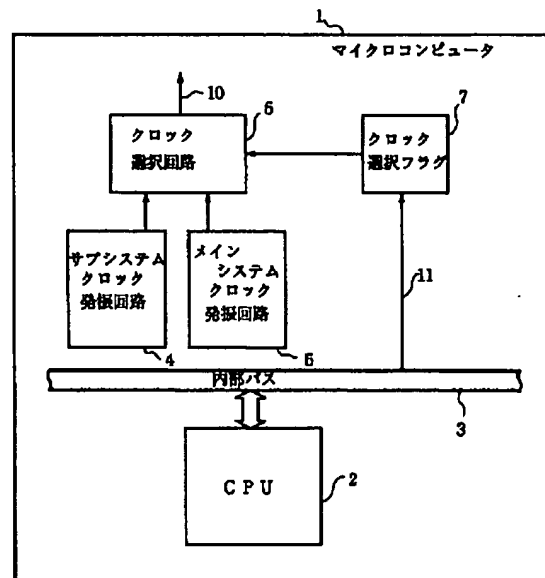 1
マイクロコンピュータ
10
6
7
クロック
選択回路
クロック
選択フラグ
サブシステム
クロック
発振回路
メイン
システム
クロック
発振回路
11
4
5
内部バス
3
CPU
2